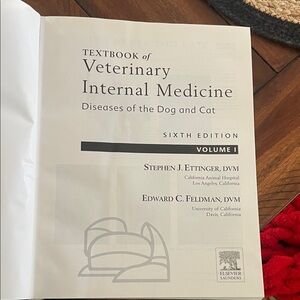 TEXTBOOK of
Veterinary
Internal Medicine
Diseases of the Dog and Cat
SIXTH EDITION
VOLUME I
STEPHEN J. ETTINGER, DVM
California Animal Hospital
Los Angeles, California
EDWARD C. FELDMAN, DVM
University of California
Davis, California
ELSEVIER
SAUNDERS